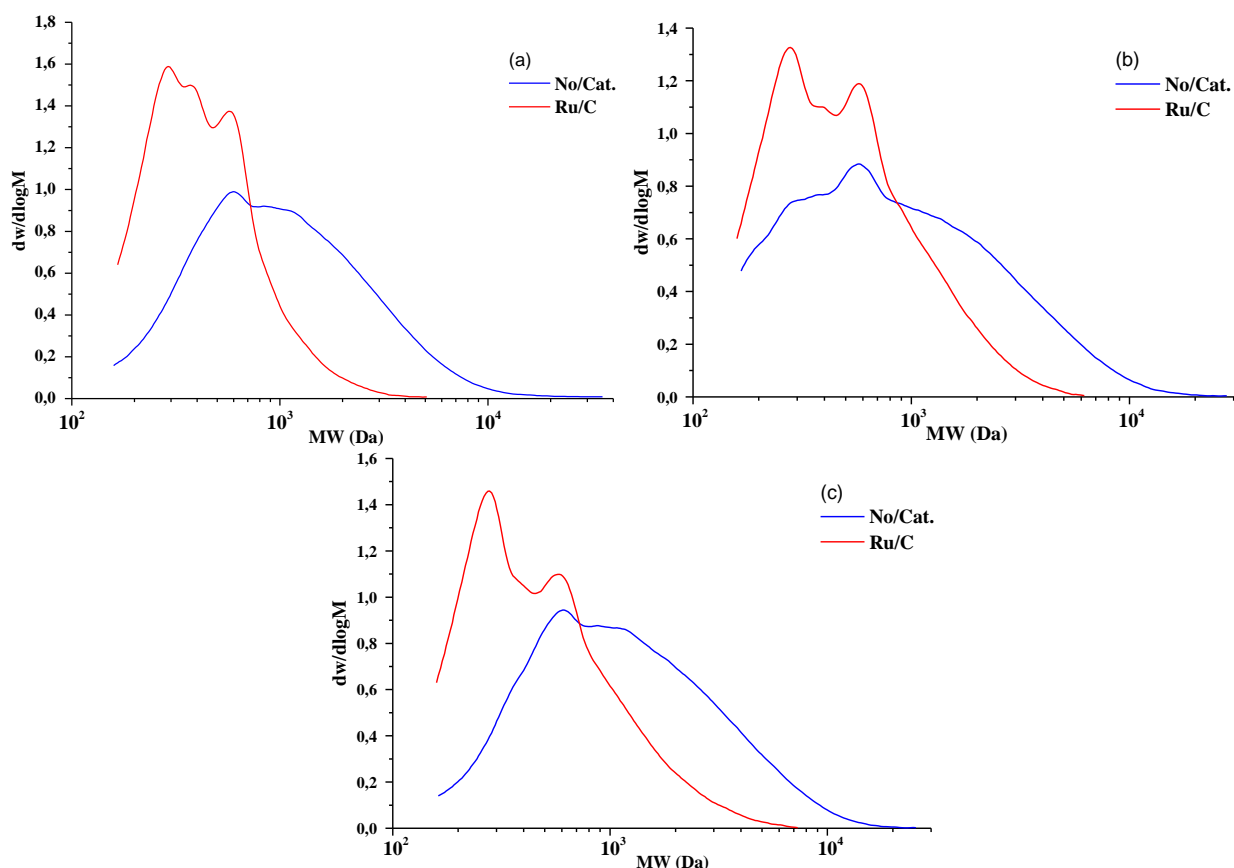 (a)
No/Cat.
Ru/C
dw/dlogM
1,8
1,6
1,4
1,2
1,0
0,8
0,6
0,4
0,2
0,0
10² 10³ 10⁴
MW (Da)
(b)
No/Cat.
Ru/C
dw/dlogM
1,4
1,2
1,0
0,8
0,6
0,4
0,2
0,0
10² 10³ 10⁴
MW (Da)
(c)
No/Cat.
Ru/C
dw/dlogM
1,6
1,4
1,2
1,0
0,8
0,6
0,4
0,2
0,0
10² 10³ 10⁴
MW (Da)